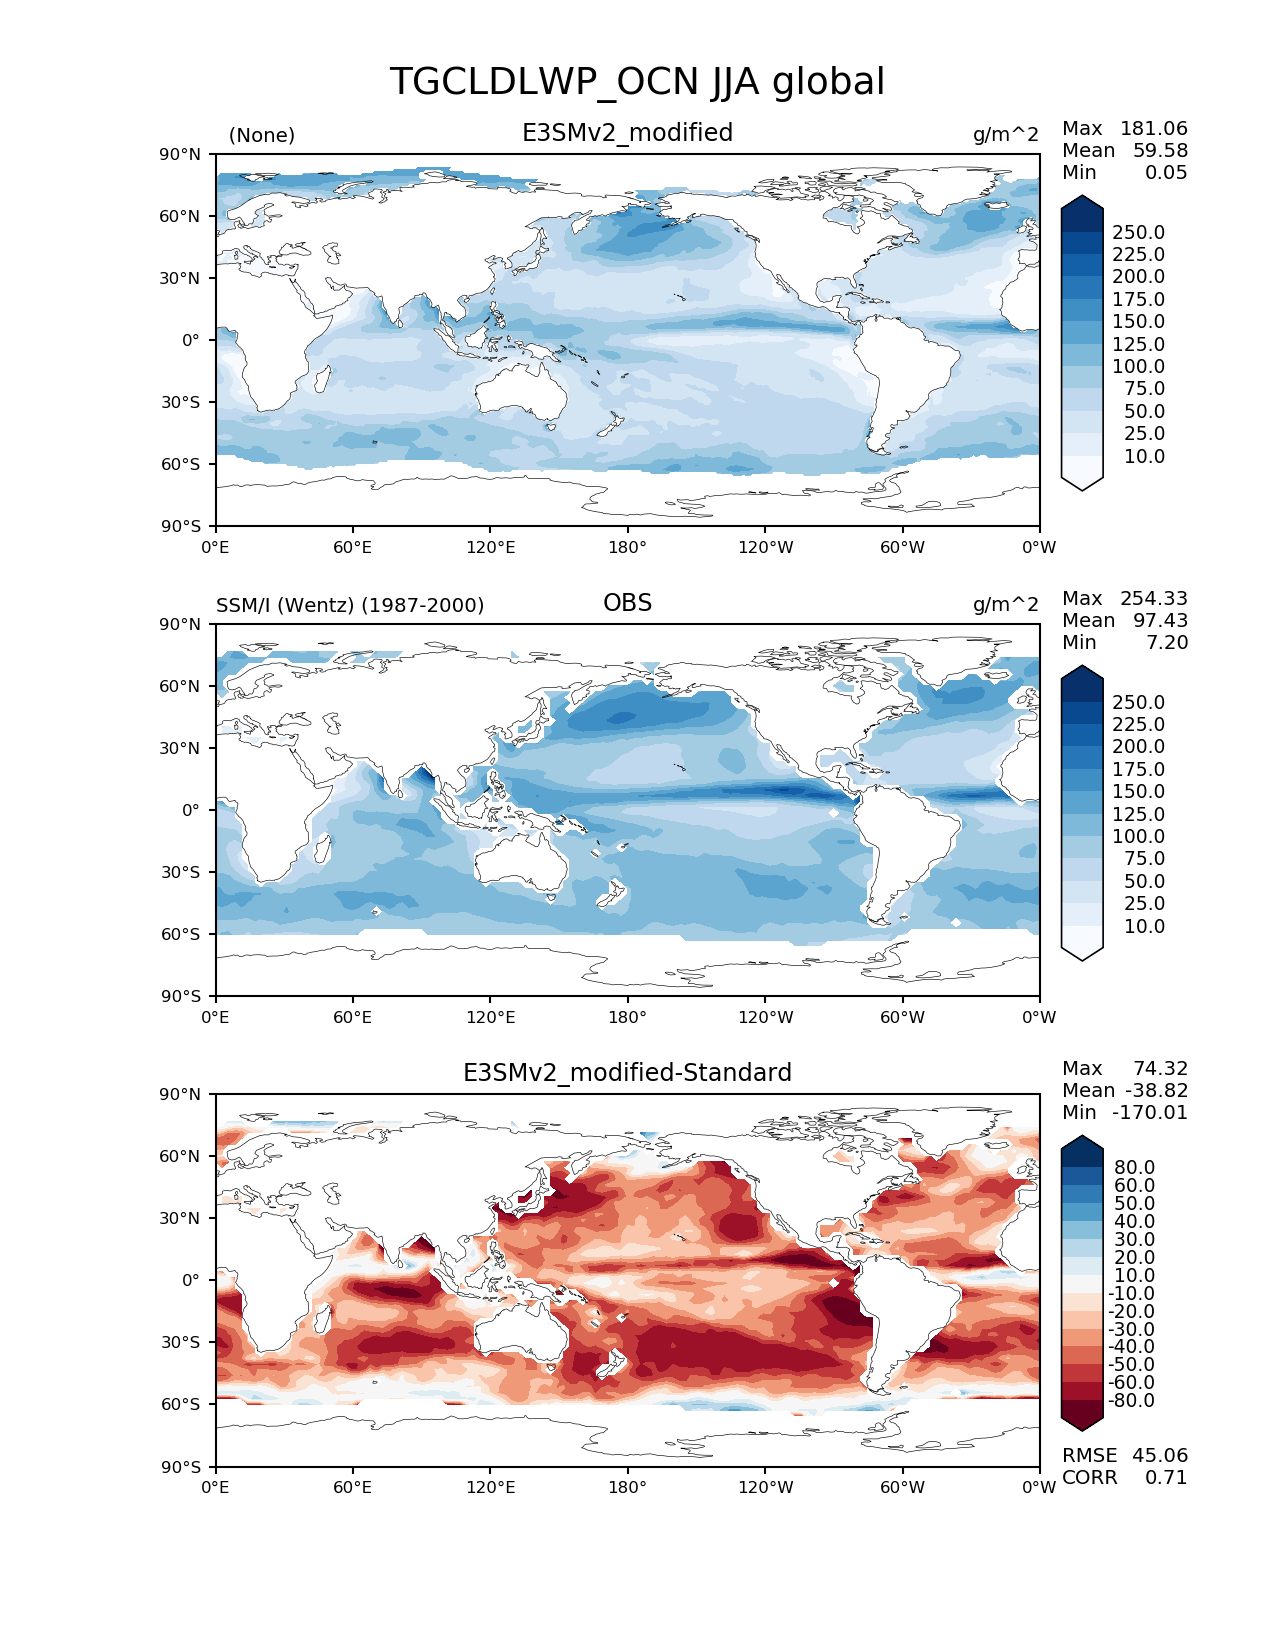 TGCLDLWP_OCN JJA global
(None) E3SMv2_modified g/m^2
Max 181.06
Mean 59.58
Min 0.05
90°N
60°N
30°N
0°
30°S
60°S
90°S
0°E 60°E 120°E 180° 120°W 60°W 0°W
250.0
225.0
200.0
175.0
150.0
125.0
100.0
75.0
50.0
25.0
10.0
SSM/I (Wentz) (1987-2000) OBS g/m^2
Max 254.33
Mean 97.43
Min 7.20
90°N
60°N
30°N
0°
30°S
60°S
90°S
0°E 60°E 120°E 180° 120°W 60°W 0°W
250.0
225.0
200.0
175.0
150.0
125.0
100.0
75.0
50.0
25.0
10.0
E3SMv2_modified-Standard
Max 74.32
Mean -38.82
Min -170.01
90°N
60°N
30°N
0°
30°S
60°S
90°S
0°E 60°E 120°E 180° 120°W 60°W 0°W
80.0
60.0
50.0
40.0
30.0
20.0
10.0
-10.0
-20.0
-30.0
-40.0
-50.0
-60.0
-80.0
RMSE 45.06
CORR 0.71